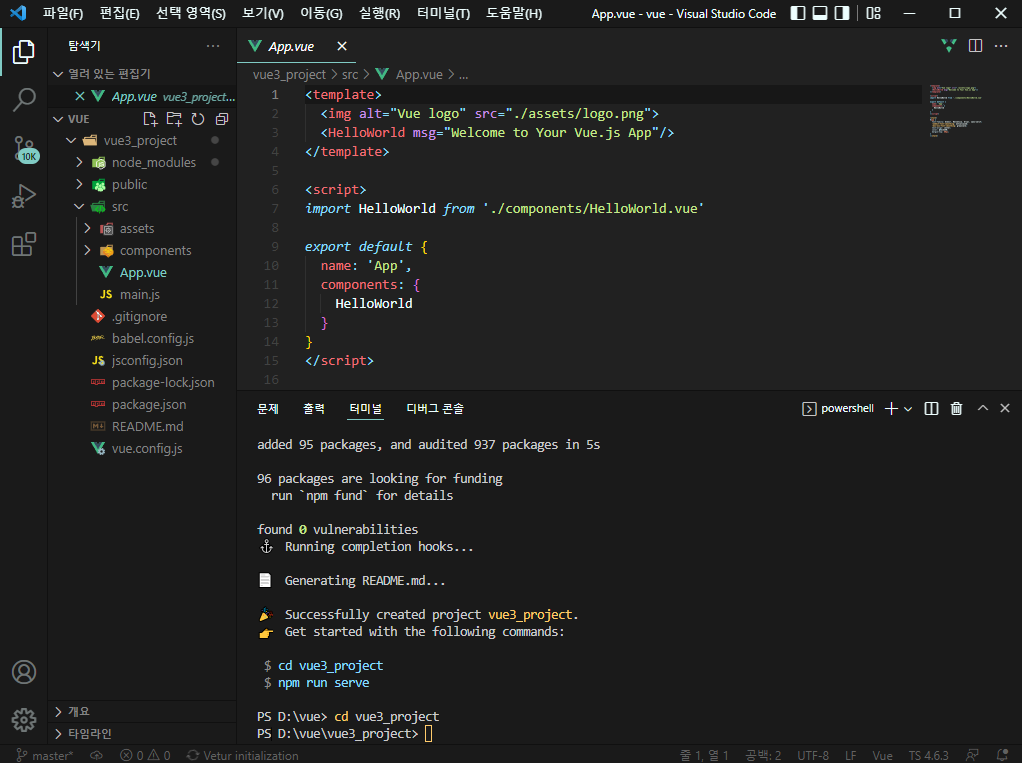 파일(F) 편집(E) 선택 영역(S) 보기(V) 이동(G) 실행(R) 터미널(T) 도움말(H) App.vue - vue - Visual Studio Code
탐색기
열려 있는 편집기
App.vue vue3_project...
VUE
vue3_project
node_modules
public
src
assets
components
App.vue
JS main.js
.gitignore
babel.config.js
JS jsconfig.json
package-lock.json
package.json
README.md
vue.config.js
개요
타임라인
10K
App.vue
vue3_project > src > App.vue > ...
1 <template>
2 <img alt="Vue logo" src="./assets/logo.png">
3 <HelloWorld msg="Welcome to Your Vue.js App"/>
4 </template>
5
6 <script>
7 import HelloWorld from './components/HelloWorld.vue'
8
9 export default {
10 name: 'App',
11 components: {
12 HelloWorld
13 }
14 }
15 </script>
16
문제 출력 터미널 디버그 콘솔 powershell
added 95 packages, and audited 937 packages in 5s
96 packages are looking for funding
run `npm fund` for details
found 0 vulnerabilities
⚓ Running completion hooks...
📄 Generating README.md...
🎉 Successfully created project vue3_project.
👉 Get started with the following commands:
$ cd vue3_project
$ npm run serve
PS D:\vue> cd vue3_project
PS D:\vue\vue3_project>
master* 0 0 Vetur initialization 줄 1, 열 1 공백: 2 UTF-8 LF Vue TS 4.6.3